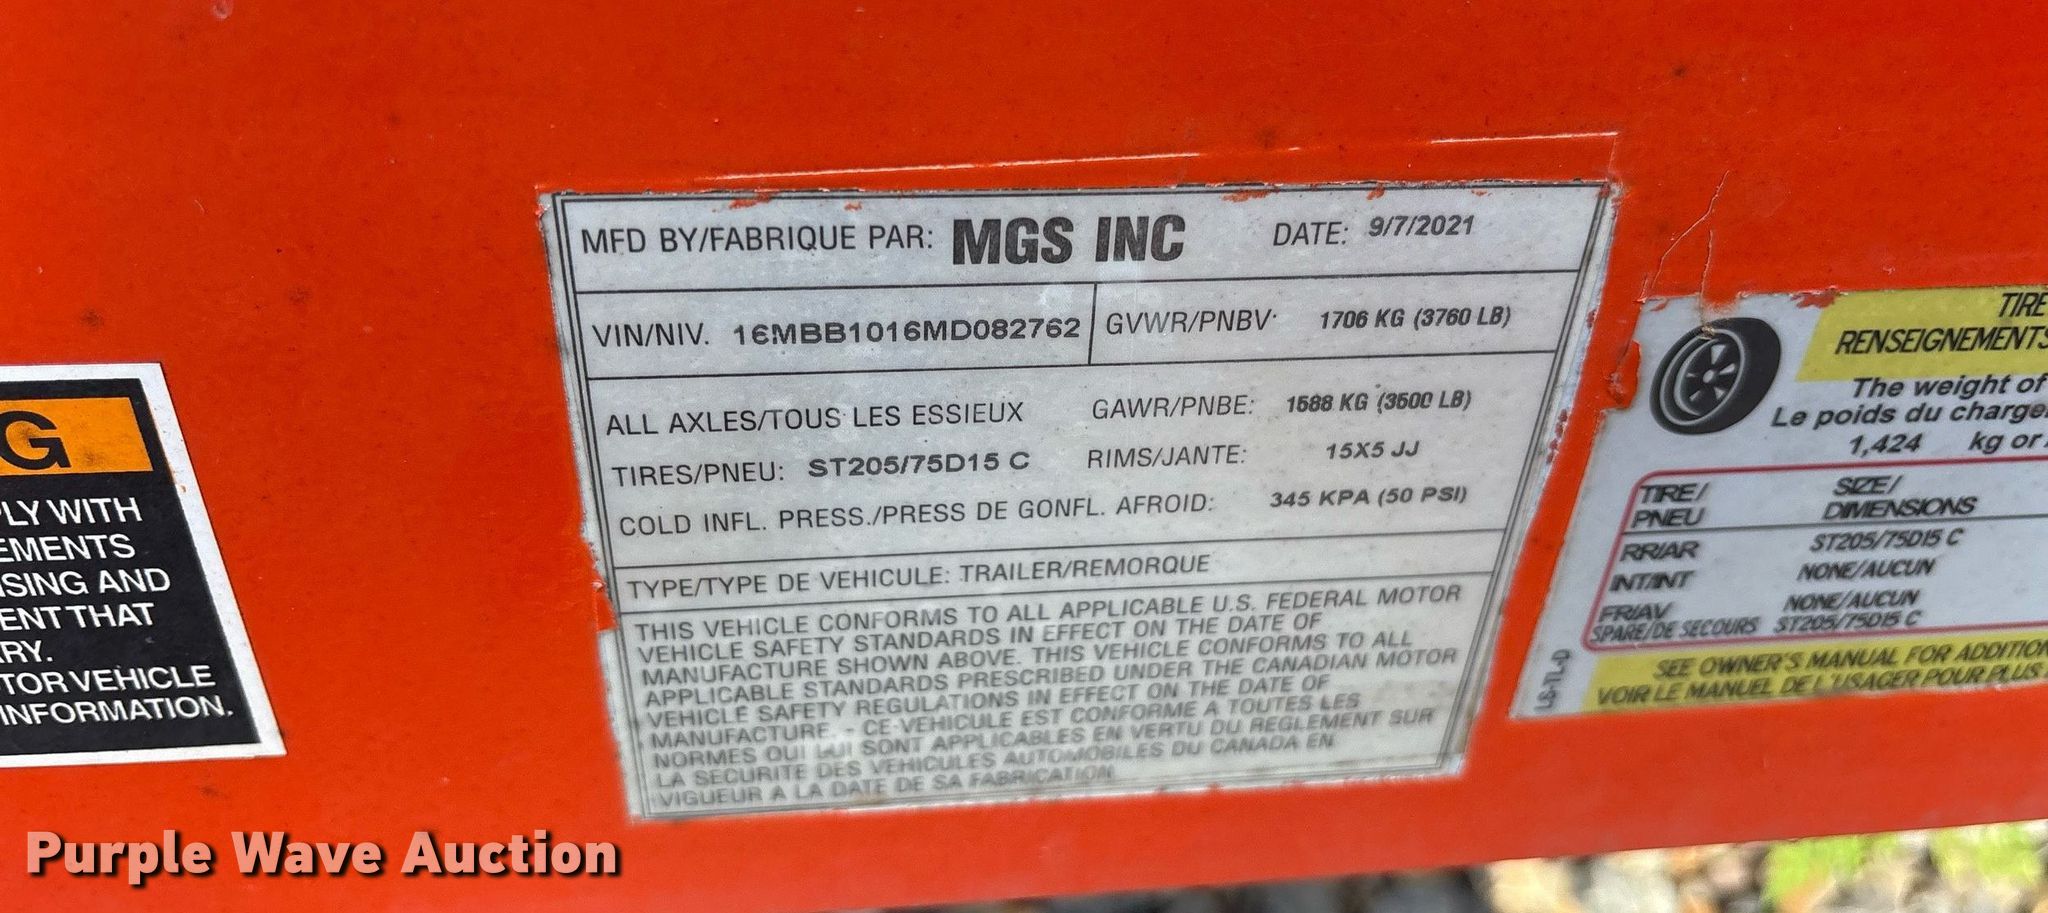 MFD BY/FABRIQUE PAR: MGS INC DATE: 9/7/2021
VIN/NIV. 16MBB1016MD082762 GVWR/PNBV: 1706 KG (3760 LB)
ALL AXLES/TOUS LES ESSIEUX GAWR/PNBE: 1588 KG (3500 LB)
TIRES/PNEU: ST205/75D15 C RIMS/JANTE: 15X5 JJ
COLD INFL. PRESS./PRESS DE GONFL. AFROID: 345 KPA (50 PSI)
TYPE/TYPE DE VEHICULE: TRAILER/REMORQUE
THIS VEHICLE CONFORMS TO ALL APPLICABLE U.S. FEDERAL MOTOR
VEHICLE SAFETY STANDARDS IN EFFECT ON THE DATE OF
MANUFACTURE SHOWN ABOVE. THIS VEHICLE CONFORMS TO ALL
APPLICABLE STANDARDS PRESCRIBED UNDER THE CANADIAN MOTOR
VEHICLE SAFETY REGULATIONS IN EFFECT ON THE DATE OF
MANUFACTURE. - CE VEHICULE EST CONFORME A TOUTES LES
NORMES QUI LUI SONT APPLICABLES EN VERTU DU REGLEMENT SUR
LA SECURITE DES VEHICULES AUTOMOBILES DU CANADA EN
VIGUEUR A LA DATE DE SA FABRICATION
G
PLY WITH
EMENTS
ISING AND
ENT THAT
RY.
TOR VEHICLE
INFORMATION.
TIRE
RENSEIGNEMENTS
The weight of
Le poids du charge
1,424 kg or
TIRE/ SIZE/
PNEU DIMENSIONS
RR/AR ST205/75D15 C
INT/INT NONE/AUCUN
FR/AV NONE/AUCUN
SPARE/DE SECOURS ST205/75D15 C
SEE OWNER'S MANUAL FOR ADDITION
VOIR LE MANUEL DE L'USAGER POUR PLUS
LS-TL-D
Purple Wave Auction